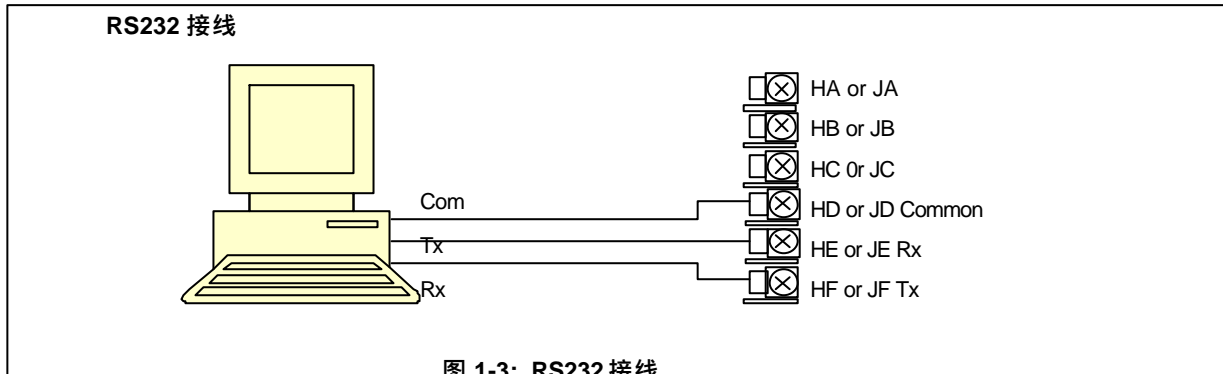 RS232 接线
HA or JA
HB or JB
HC 0r JC
Com
HD or JD Common
Tx
HE or JE Rx
Rx
HF or JF Tx
图 1-3: RS232 接线